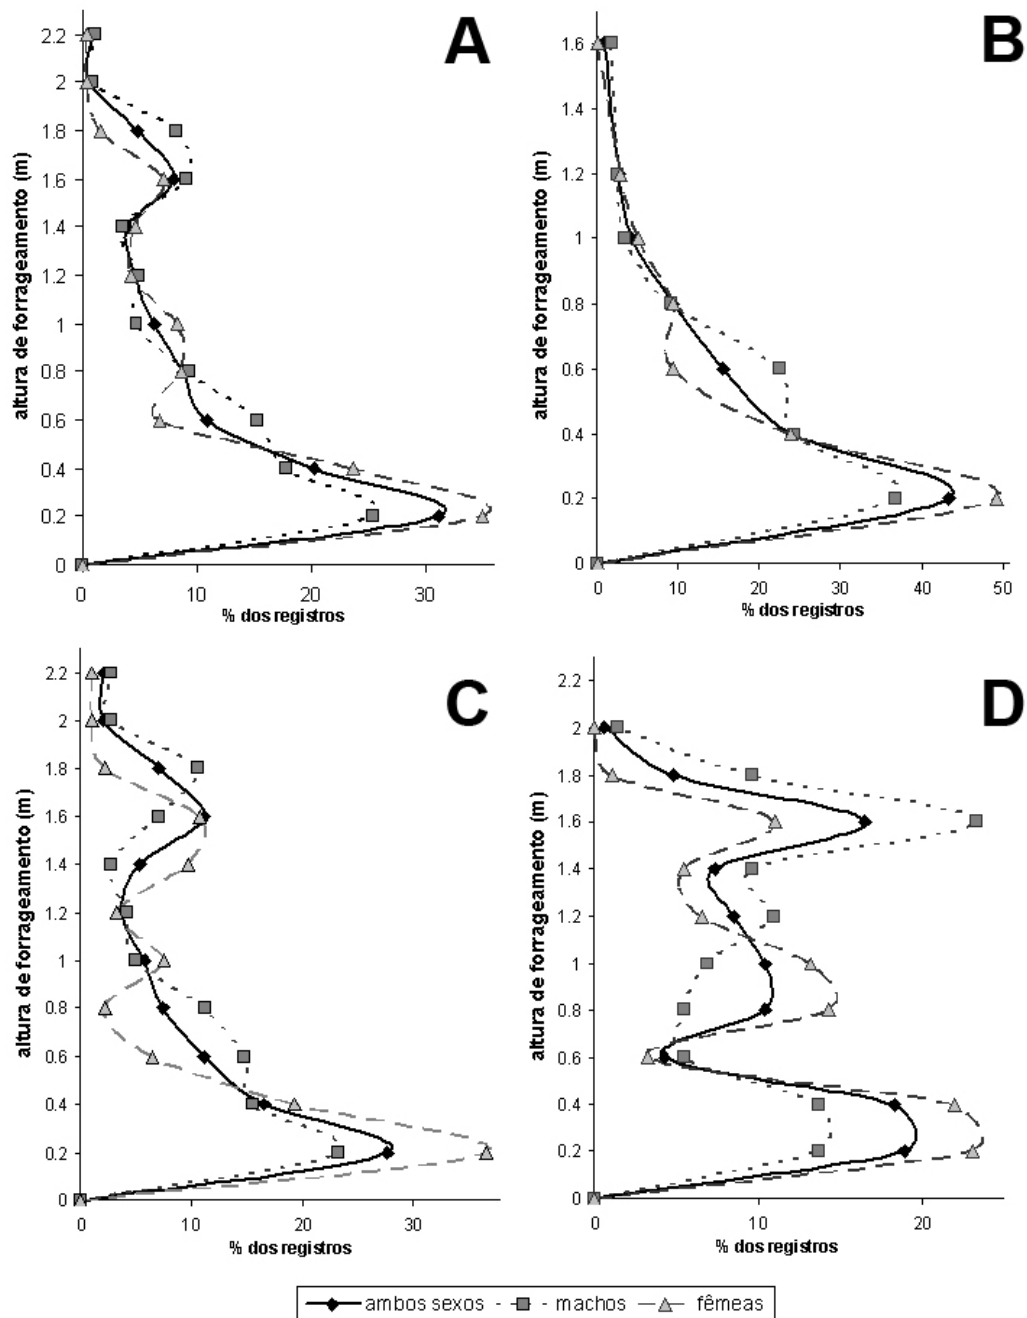 A
altura de forrageamento (m)
2.2
2
1.8
1.6
1.4
1.2
1
0.8
0.6
0.4
0.2
0
0 10 20 30
% dos registros
B
altura de forrageamento (m)
1.6
1.4
1.2
1
0.8
0.6
0.4
0.2
0
0 10 20 30 40 50
% dos registros
C
altura de forrageamento (m)
2.2
2
1.8
1.6
1.4
1.2
1
0.8
0.6
0.4
0.2
0
0 10 20 30
% dos registros
D
altura de forrageamento (m)
2.2
2
1.8
1.6
1.4
1.2
1
0.8
0.6
0.4
0.2
0
0 10 20
% dos registros
ambos sexos machos fêmeas